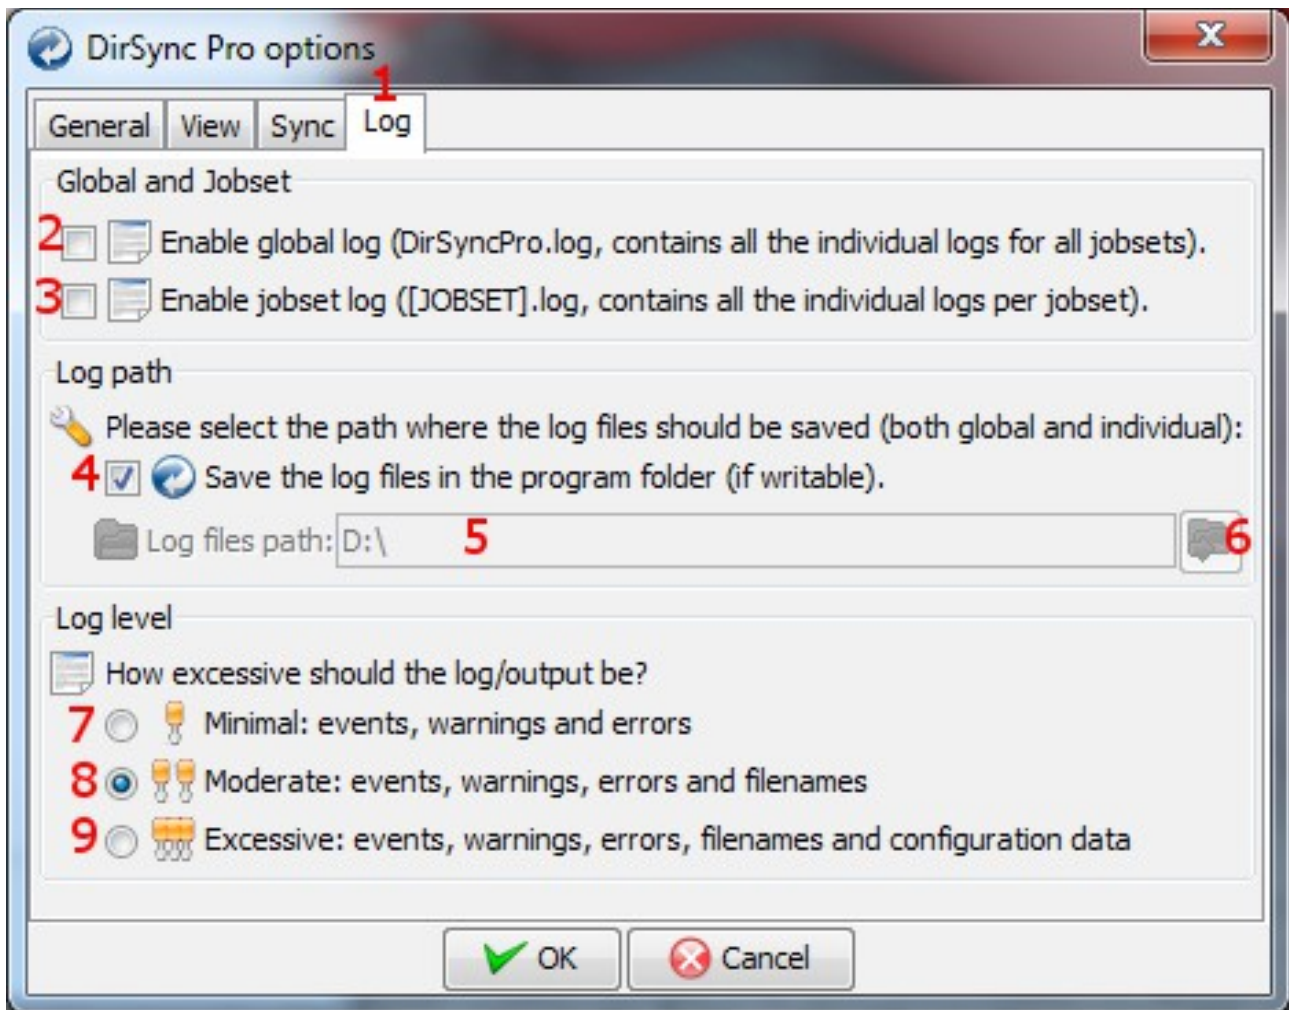 DirSync Pro options
1
General View Sync Log
Global and Jobset
2 Enable global log (DirSyncPro.log, contains all the individual logs for all jobsets).
3 Enable jobset log ([JOBSET].log, contains all the individual logs per jobset).
Log path
Please select the path where the log files should be saved (both global and individual):
4 Save the log files in the program folder (if writable).
Log files path: D:\ 5 6
Log level
How excessive should the log/output be?
7 Minimal: events, warnings and errors
8 Moderate: events, warnings, errors and filenames
9 Excessive: events, warnings, errors, filenames and configuration data
OK Cancel